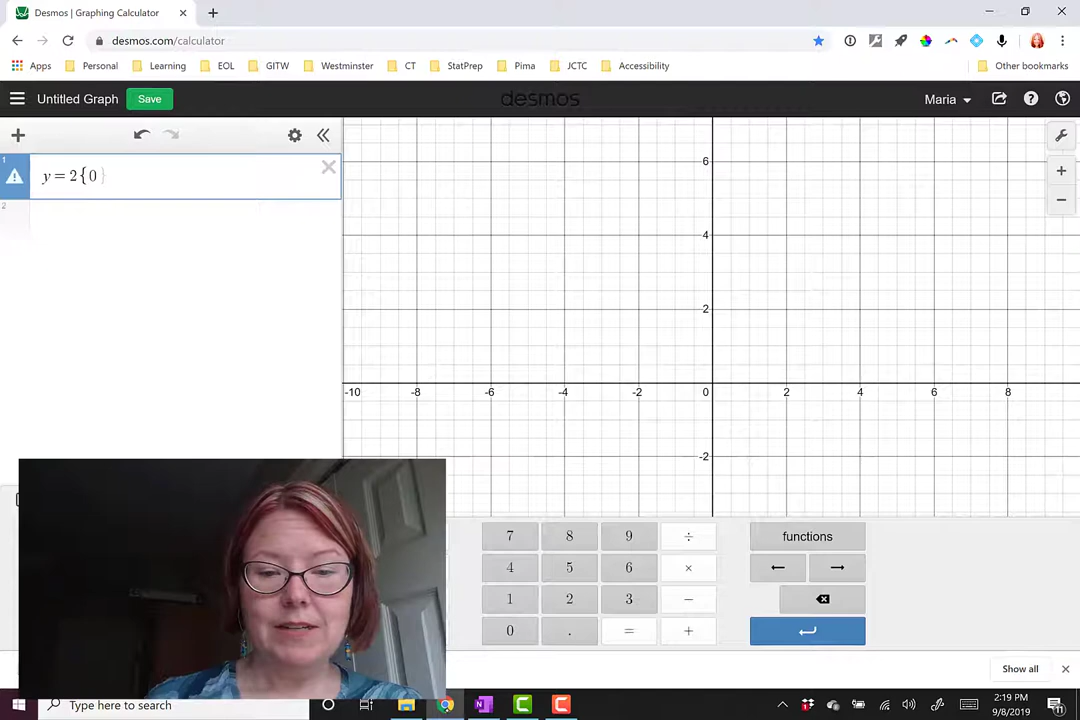 Desmos | Graphing Calculator
desmos.com/calculator
Apps Personal Learning EOL GITW Westminster CT StatPrep Pima JCTC Accessibility Other bookmarks
Untitled Graph Save desmos Maria
1
y = 2 { 0 }
2
6
4
2
-10 -8 -6 -4 -2 0 2 4 6 8
-2
7 8 9 ÷ functions
4 5 6 × ← →
1 2 3 −
0 . = +
Show all
Type here to search
2:19 PM
9/8/2019
11